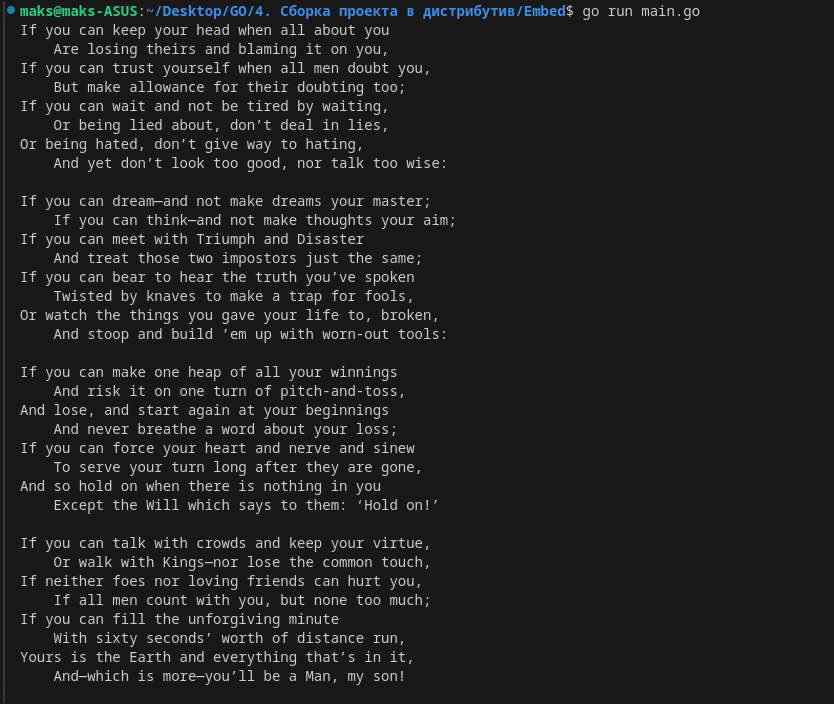 maks@maks-ASUS:~/Desktop/GO/4. Сборка проекта в дистрибутив/Embed$ go run main.go
If you can keep your head when all about you
    Are losing theirs and blaming it on you,
If you can trust yourself when all men doubt you,
    But make allowance for their doubting too;
If you can wait and not be tired by waiting,
    Or being lied about, don’t deal in lies,
Or being hated, don’t give way to hating,
    And yet don’t look too good, nor talk too wise:

If you can dream—and not make dreams your master;
    If you can think—and not make thoughts your aim;
If you can meet with Triumph and Disaster
    And treat those two impostors just the same;
If you can bear to hear the truth you’ve spoken
    Twisted by knaves to make a trap for fools,
Or watch the things you gave your life to, broken,
    And stoop and build ’em up with worn-out tools:

If you can make one heap of all your winnings
    And risk it on one turn of pitch-and-toss,
And lose, and start again at your beginnings
    And never breathe a word about your loss;
If you can force your heart and nerve and sinew
    To serve your turn long after they are gone,
And so hold on when there is nothing in you
    Except the Will which says to them: ‘Hold on!’

If you can talk with crowds and keep your virtue,
    Or walk with Kings—nor lose the common touch,
If neither foes nor loving friends can hurt you,
    If all men count with you, but none too much;
If you can fill the unforgiving minute
    With sixty seconds’ worth of distance run,
Yours is the Earth and everything that’s in it,
    And—which is more—you’ll be a Man, my son!